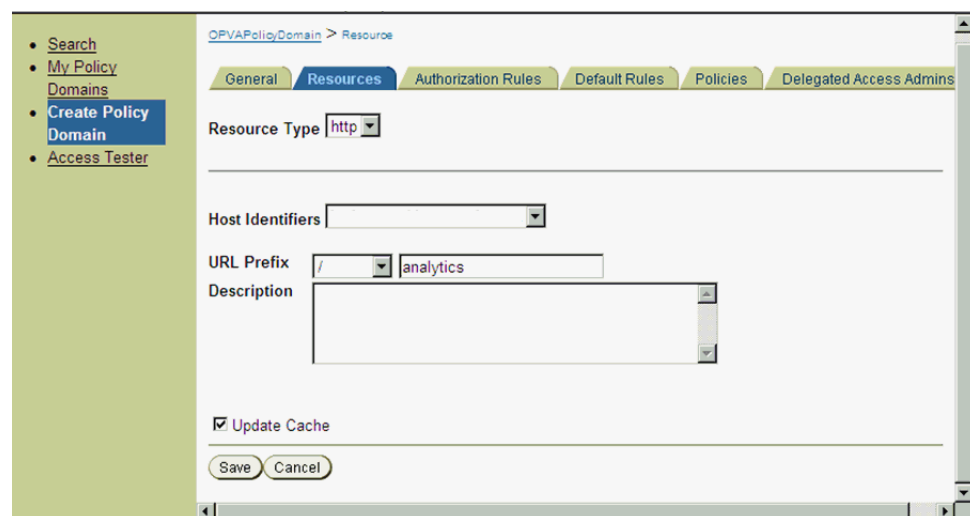 Search
My Policy
Domains
Create Policy
Domain
Access Tester
OPVAPolicyDomain > Resource
General Resources Authorization Rules Default Rules Policies Delegated Access Admins
Resource Type http
Host Identifiers
URL Prefix / analytics
Description
Update Cache
Save Cancel